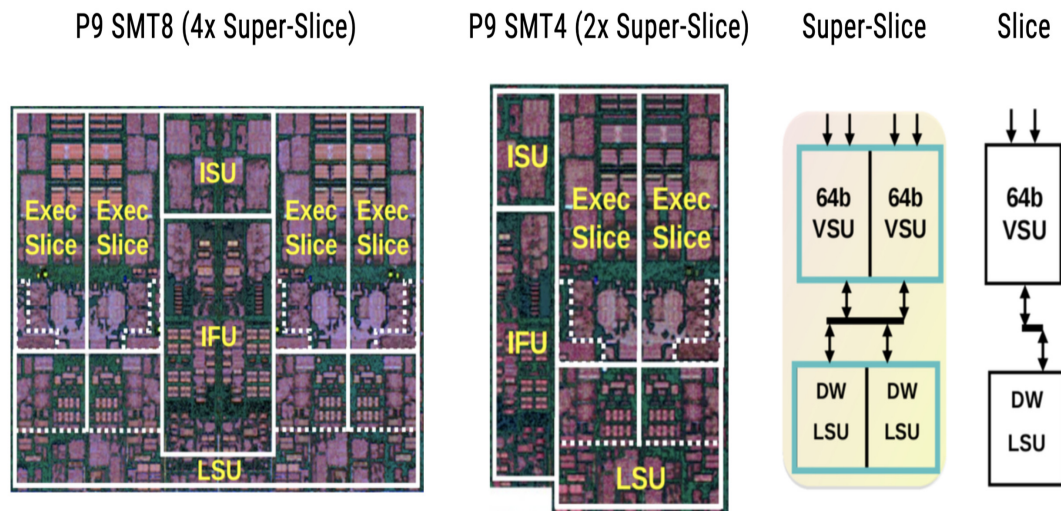 P9 SMT8 (4x Super-Slice)
P9 SMT4 (2x Super-Slice)
Super-Slice
Slice
Exec
Slice
Exec
Slice
ISU
IFU
Exec
Slice
Exec
Slice
LSU
ISU
IFU
Exec
Slice
Exec
Slice
LSU
64b
VSU
64b
VSU
DW
LSU
DW
LSU
64b
VSU
DW
LSU